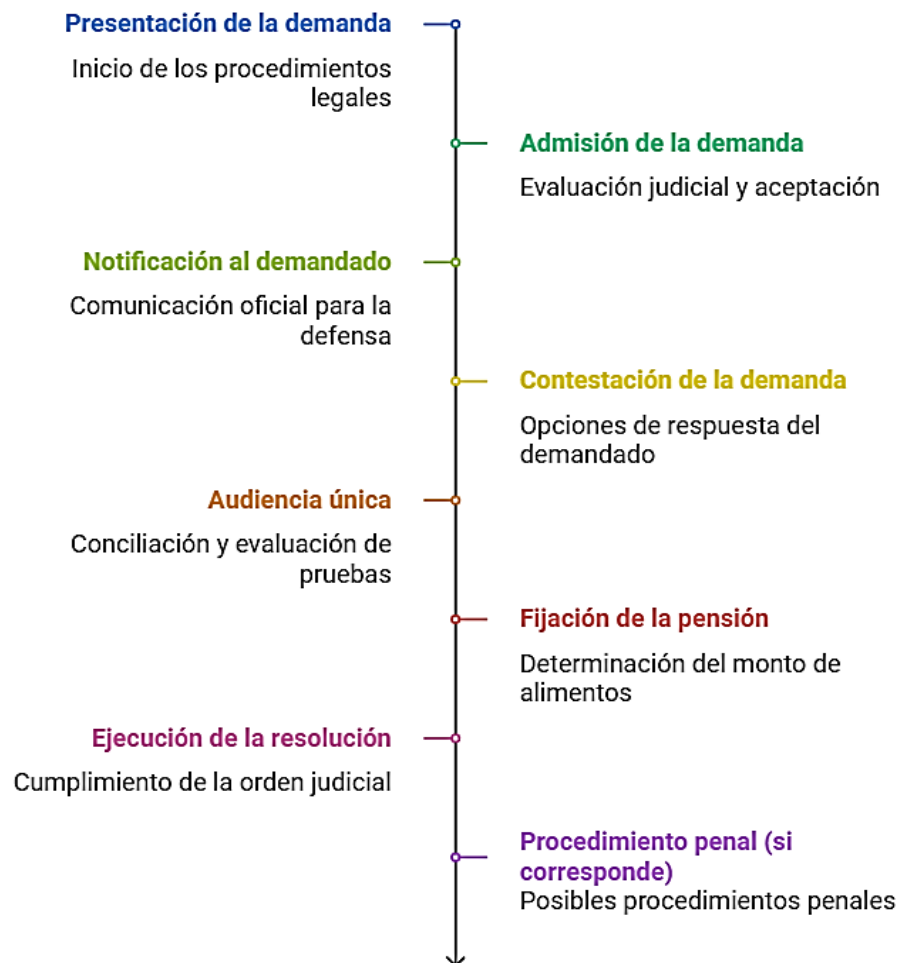 Presentación de la demanda
Inicio de los procedimientos
legales
Admisión de la demanda
Evaluación judicial y aceptación
Notificación al demandado
Comunicación oficial para la
defensa
Contestación de la demanda
Opciones de respuesta del
demandado
Audiencia única
Conciliación y evaluación de
pruebas
Fijación de la pensión
Determinación del monto de
alimentos
Ejecución de la resolución
Cumplimiento de la orden judicial
Procedimiento penal (si
corresponde)
Posibles procedimientos penales